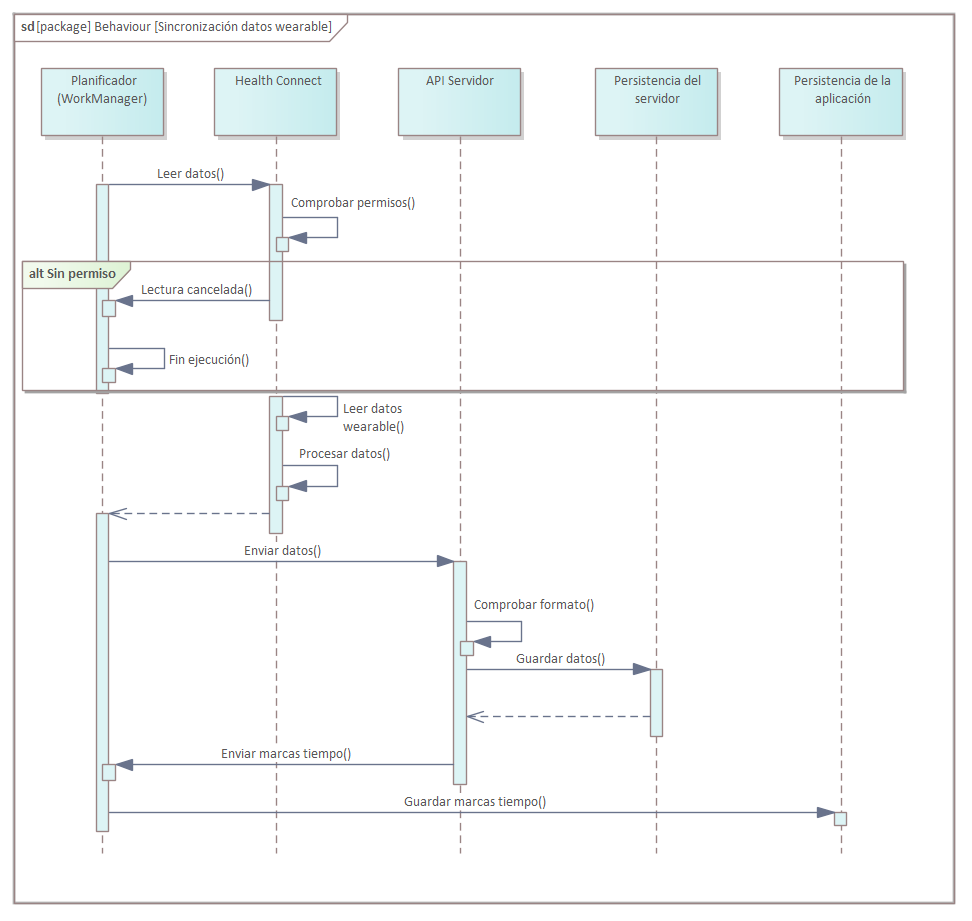 sd [package] Behaviour [Sincronización datos wearable]
Planificador
(WorkManager)
Health Connect
API Servidor
Persistencia del
servidor
Persistencia de la
aplicación
Leer datos()
Comprobar permisos()
alt Sin permiso
Lectura cancelada()
Fin ejecución()
Leer datos
wearable()
Procesar datos()
Enviar datos()
Comprobar formato()
Guardar datos()
Enviar marcas tiempo()
Guardar marcas tiempo()